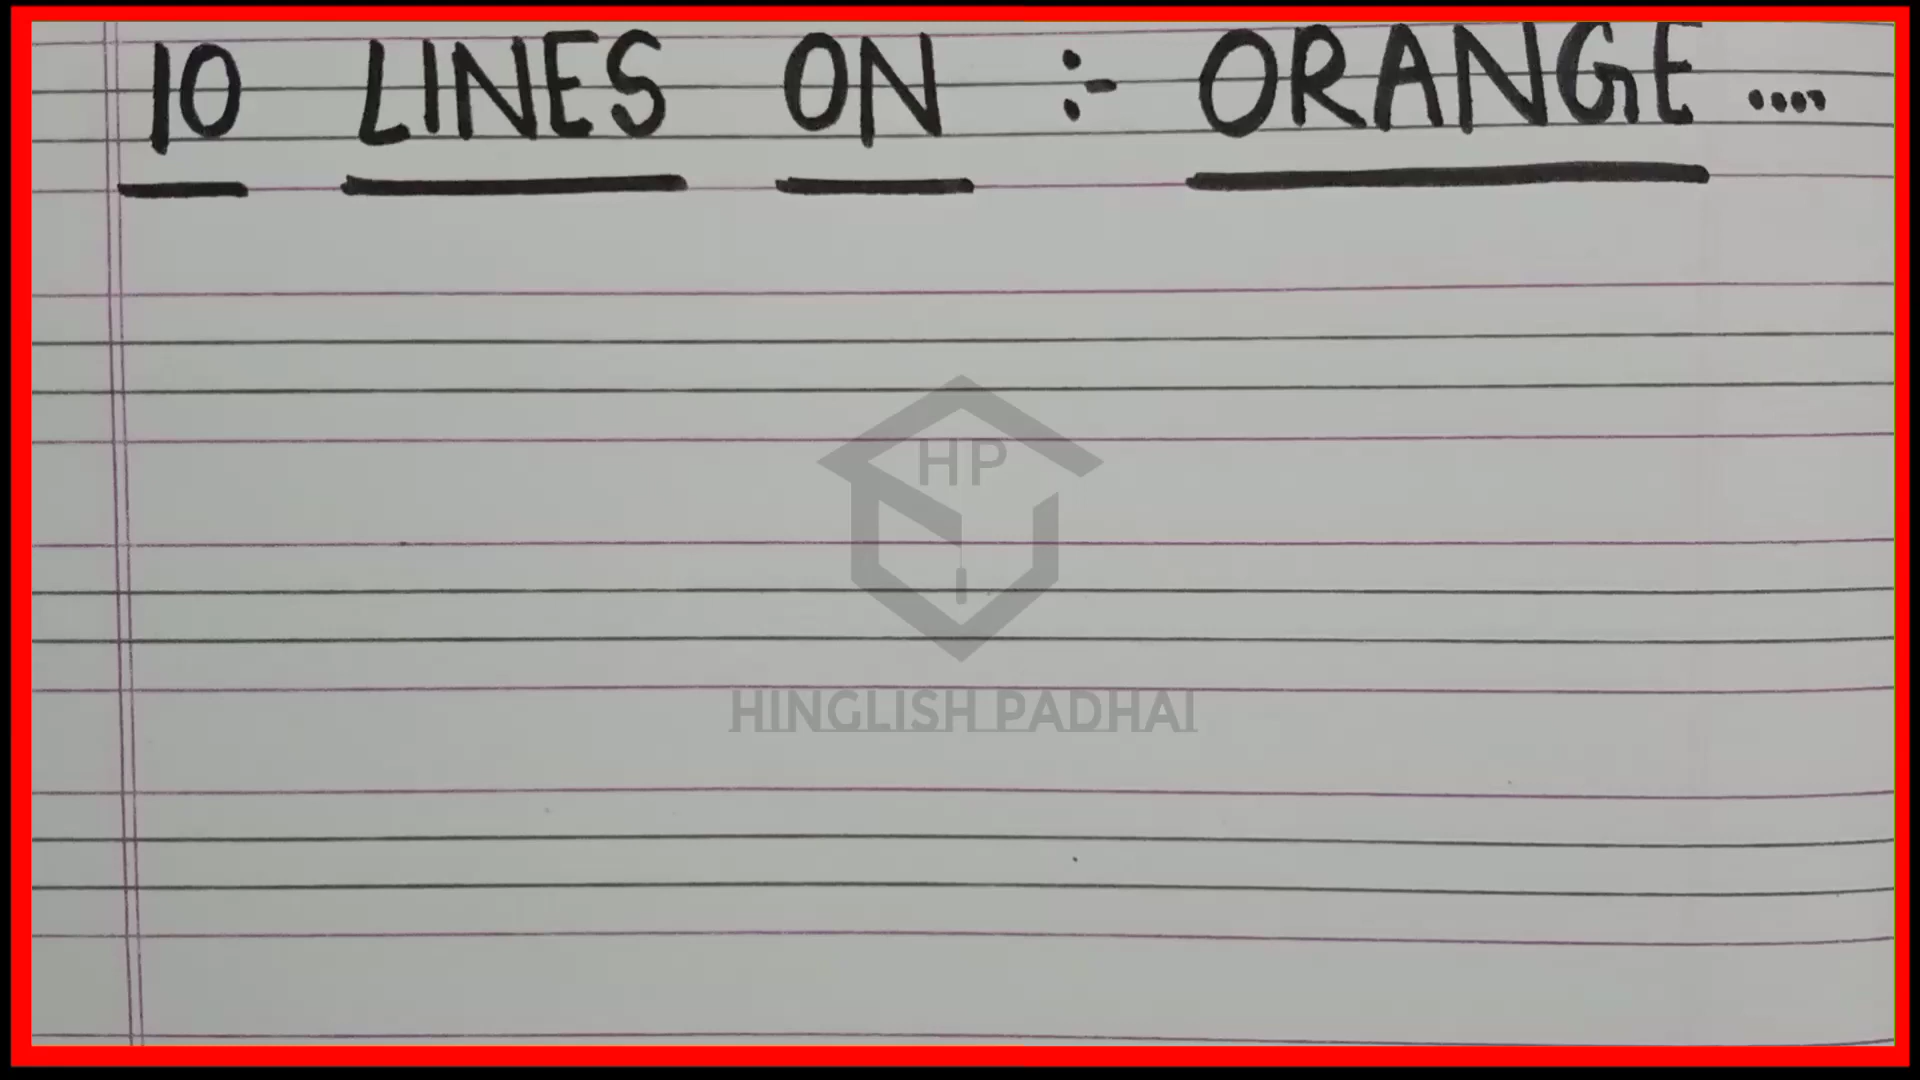 10 LINES ON :- ORANGE ....
HP
HINGLISH PADHAI